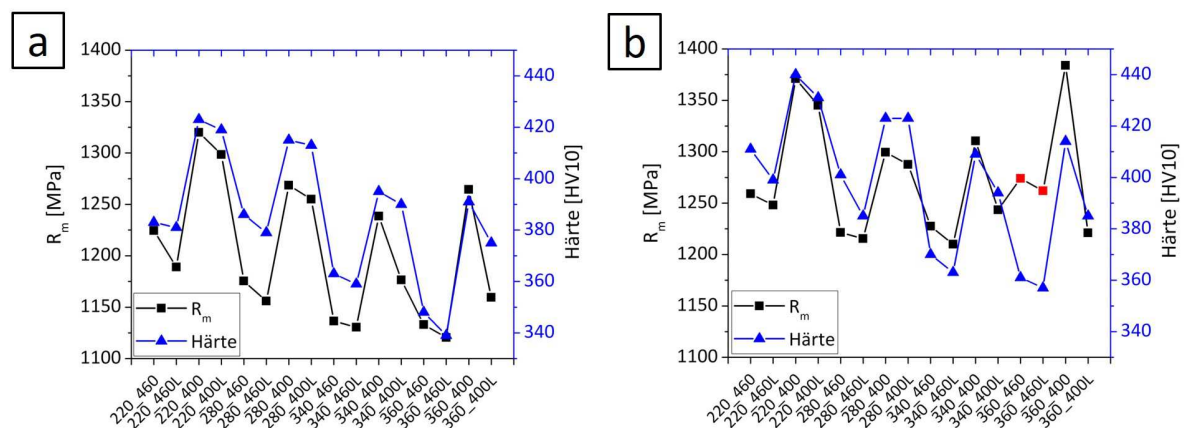 a
1400
1350
1300
1250
1200
1150
1100
R_m [MPa]
440
420
400
380
360
340
Härte [HV10]
R_m
Härte
220_460
220_460L
220_400
220_400L
280_460
280_460L
280_400
280_400L
340_460
340_460L
340_400
340_400L
360_460
360_460L
360_400
360_400L
b
1400
1350
1300
1250
1200
1150
1100
R_m [MPa]
440
420
400
380
360
340
Härte [HV10]
R_m
Härte
220_460
220_460L
220_400
220_400L
280_460
280_460L
280_400
280_400L
340_460
340_460L
340_400
340_400L
360_460
360_460L
360_400
360_400L